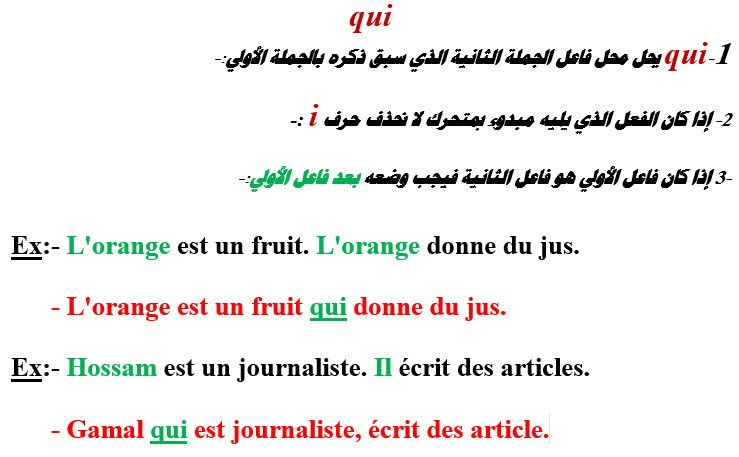 qui
1-qui يحل محل فاعل الجملة الثانية الذي سبق ذكره بالجملة الأولي:-
2- إذا كان الفعل الذي يليه مبدوء بمتحرك لا نحذف حرف i :-
3- إذا كان فاعل الأولي هو فاعل الثانية فيجب وضعه بعد فاعل الأولي:-
Ex:- L'orange est un fruit. L'orange donne du jus.
- L'orange est un fruit qui donne du jus.
Ex:- Hossam est un journaliste. Il écrit des articles.
- Gamal qui est journaliste, écrit des article.